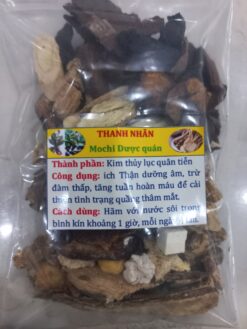 THANH NHÃN
Mochi Dược quán
Thành phần: Kim thủy lục quân tiễn
Công dụng: ích Thận dưỡng âm, trừ
đàm thấp, tăng tuần hoàn máu để cải
thiện tình trạng quầng thâm mắt.
Cách dùng: Hãm với nước sôi trong
bình kín khoảng 1 giờ, mỗi ngày